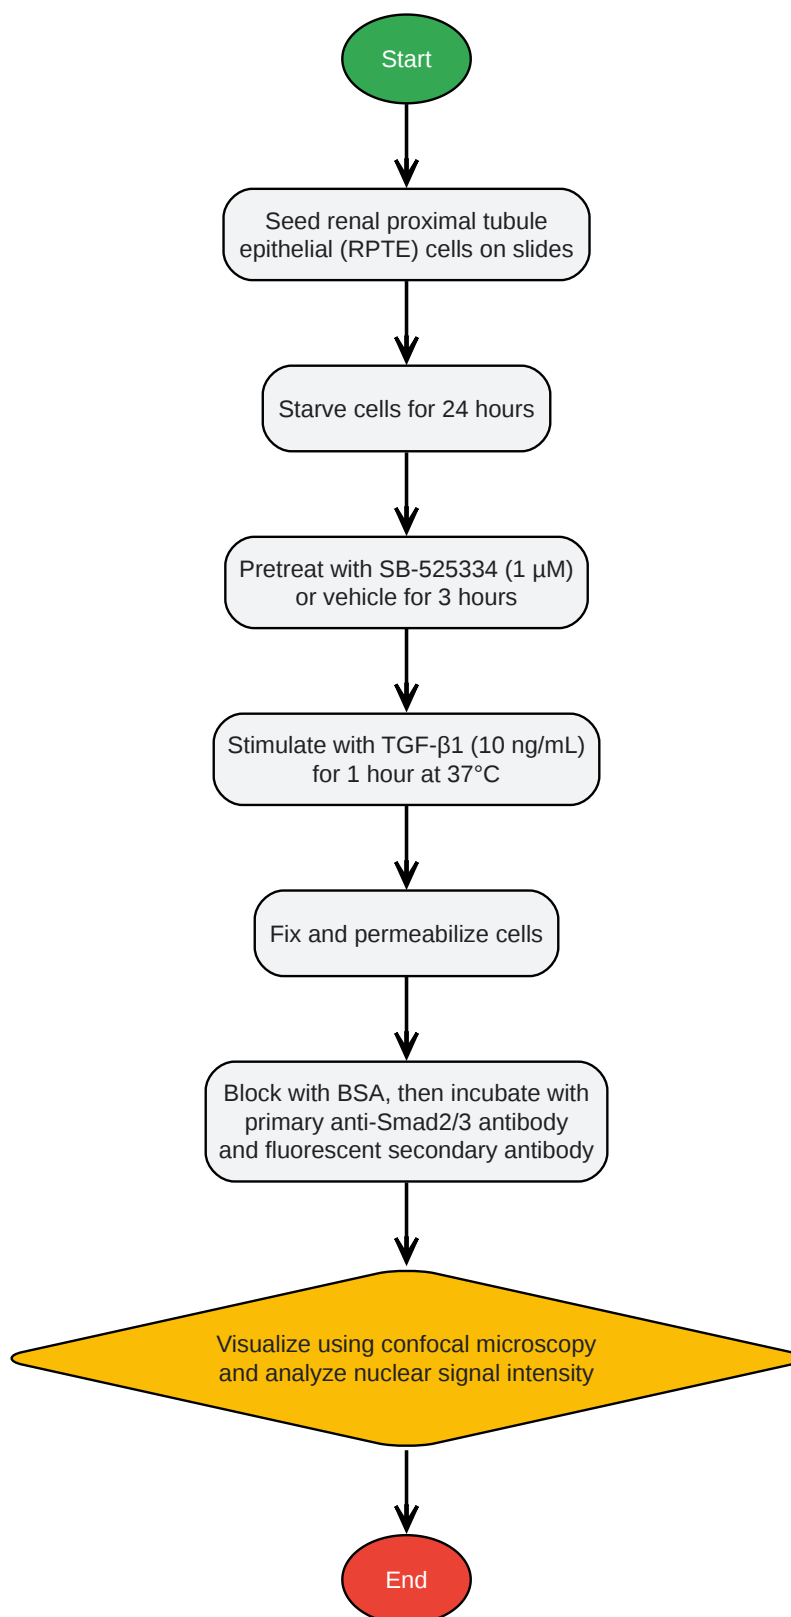 Start
Seed renal proximal tubule
epithelial (RPTE) cells on slides
Starve cells for 24 hours
Pretreat with SB-525334 (1 µM)
or vehicle for 3 hours
Stimulate with TGF-β1 (10 ng/mL)
for 1 hour at 37°C
Fix and permeabilize cells
Block with BSA, then incubate with
primary anti-Smad2/3 antibody
and fluorescent secondary antibody
Visualize using confocal microscopy
and analyze nuclear signal intensity
End